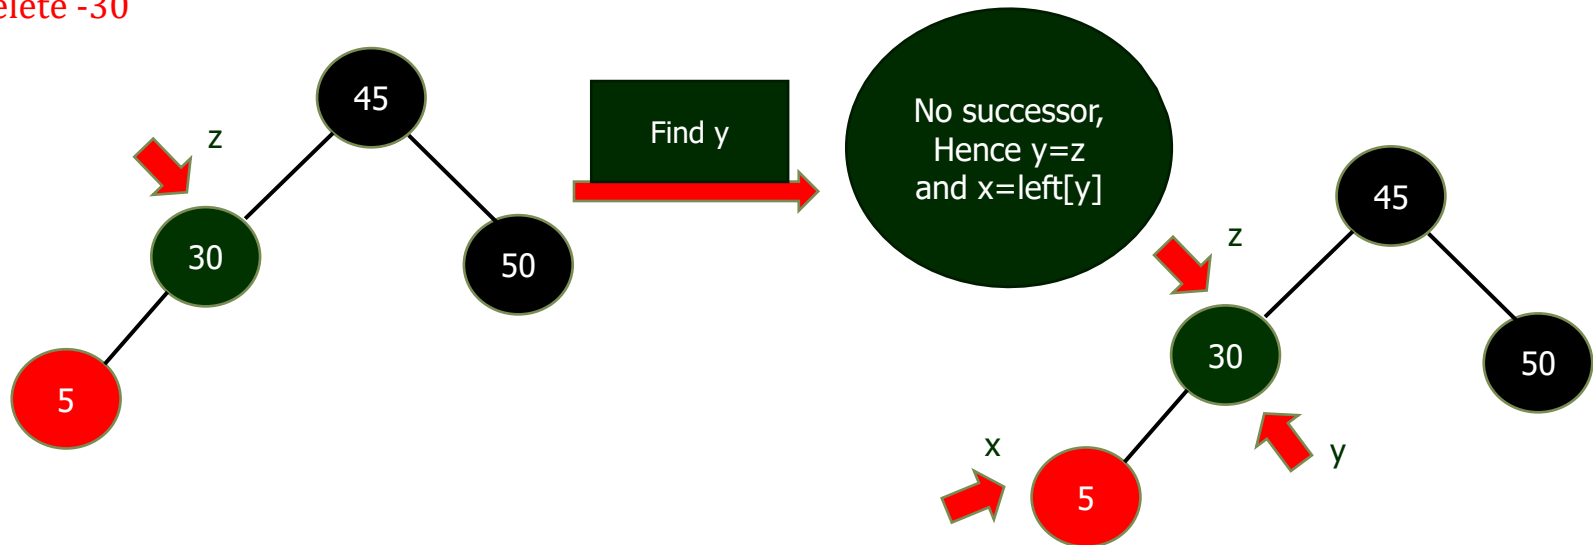 elete -30
45
z
30
50
5
Find y
No successor,
Hence y=z
and x=left[y]
45
z
30
50
x
y
5